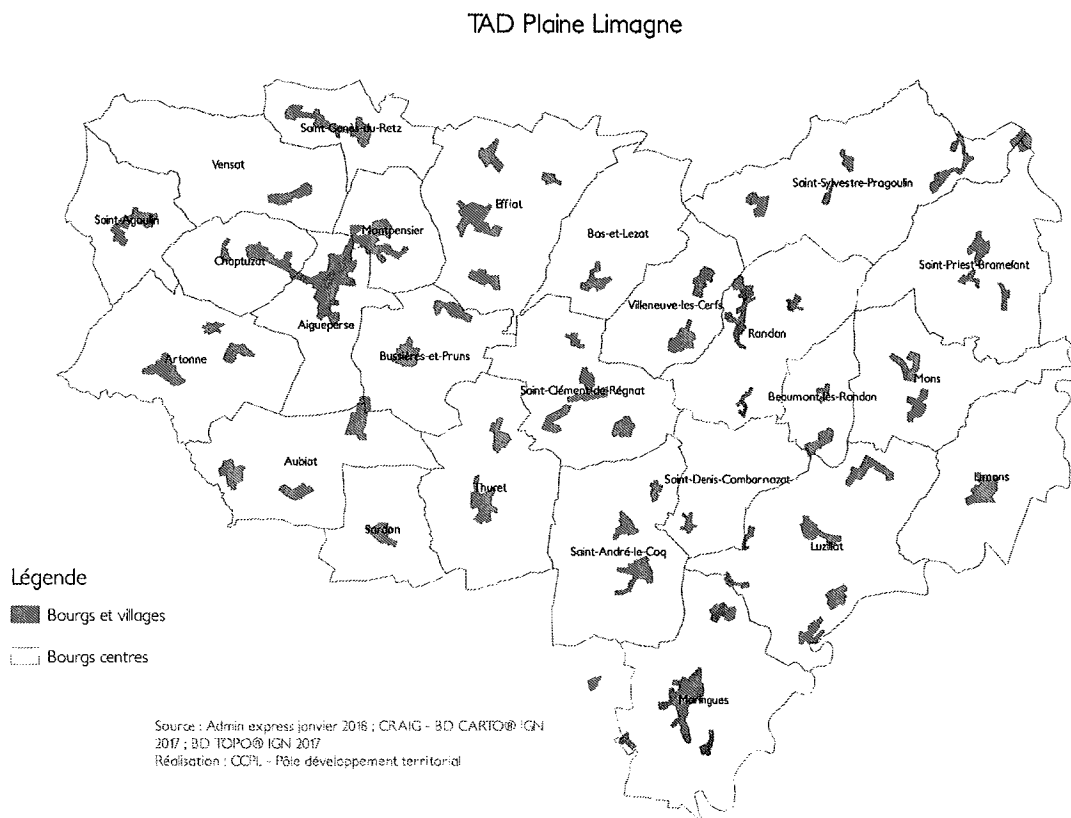 TAD Plaine Limagne
Saint-Genès-du-Retz
Vensat
Saint-Agoulin
Effiat
Montpensier
Chaptuzat
Bas-et-Lezat
Saint-Sylvestre-Pragoulin
Saint-Priest-Bramefant
Villeneuve-les-Cerfs
Randan
Aigueperse
Artonne
Bussières-et-Pruns
Saint-Clément-de-Régnat
Beaumont-lès-Randan
Mons
Aubiat
Thuret
Saint-Denis-Combarnazat
Limons
Sardon
Saint-André-le-Coq
Luzillat
Maringues
Légende
Bourgs et villages
Bourgs centres
Source : Admin express janvier 2018 ; CRAIG - BD CARTO® IGN
2017 ; BD TOPO® IGN 2017
Réalisation : CCPL - Pôle développement territorial